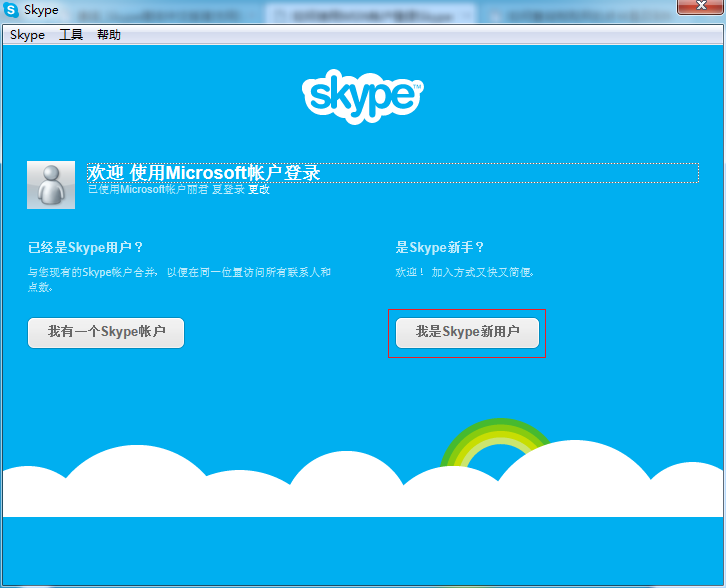 Skype
Skype 工具 帮助
skype™
欢迎 使用Microsoft帐户登录
已使用Microsoft帐户丽君 夏登录 更改
已经是Skype用户？
与您现有的Skype帐户合并，以便在同一位置访问所有联系人和
点数。
我有一个Skype帐户
是Skype新手？
欢迎！ 加入方式又快又简便。
我是Skype新用户